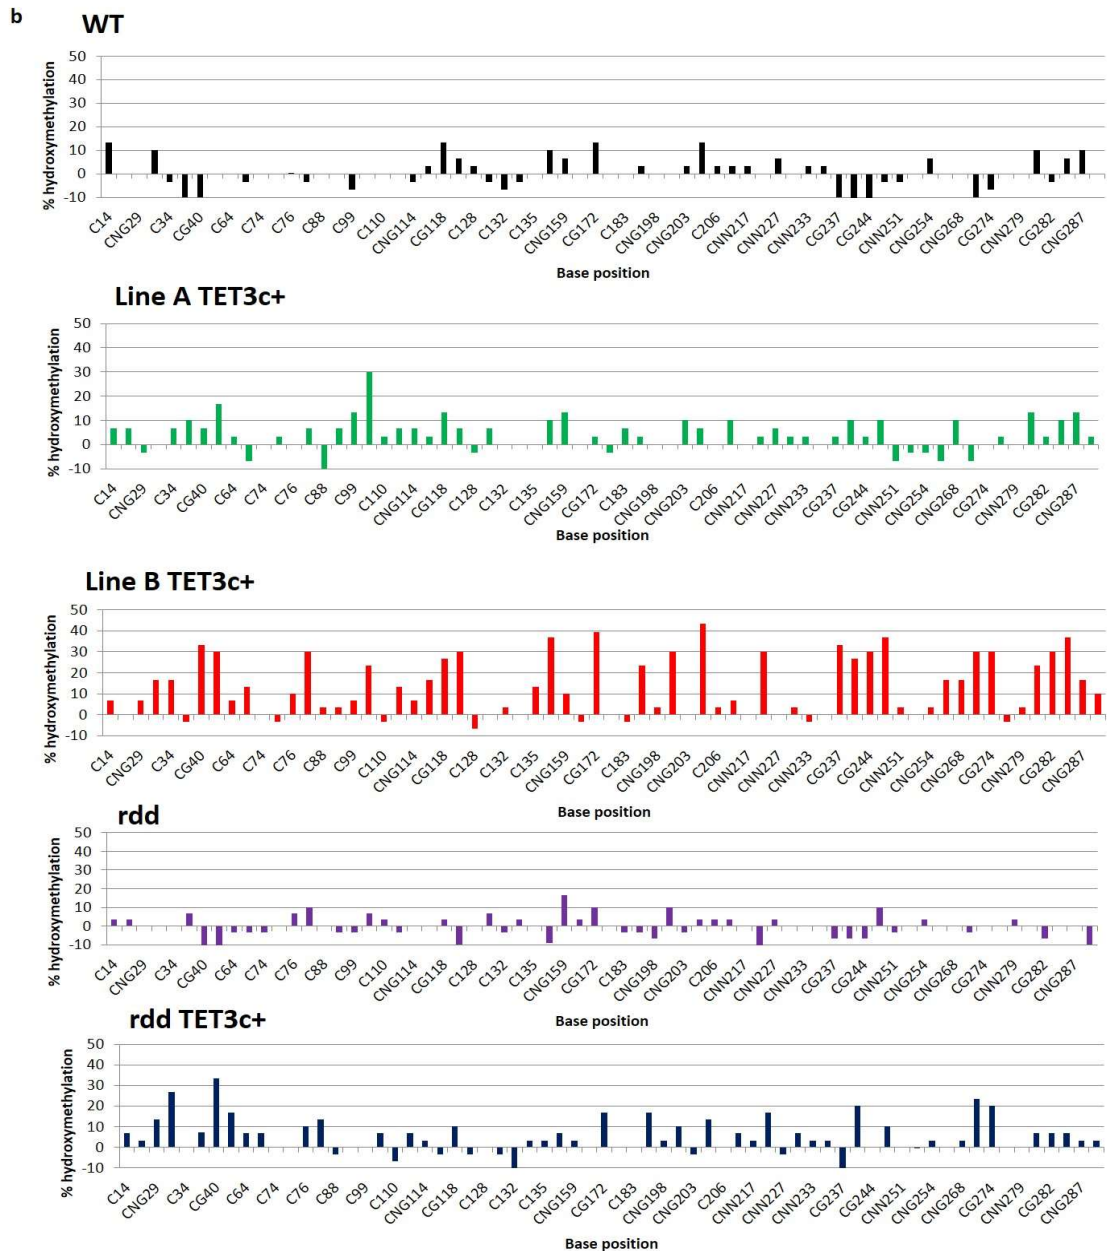 b
WT
% hydroxymethylation
50
40
30
20
10
0
-10
C14 CNG29 C34 CG40 C64 C74 C76 C88 C99 C110 CNG114 CG118 C128 C132 C135 CNG159 CG172 C183 CNG198 CNG203 C206 CNN217 CNN227 CNN233 CG237 CG244 CNN251 CNG254 CNG268 CG274 CNN279 CG282 CNG287
Base position
Line A TET3c+
% hydroxymethylation
50
40
30
20
10
0
-10
C14 CNG29 C34 CG40 C64 C74 C76 C88 C99 C110 CNG114 CG118 C128 C132 C135 CNG159 CG172 C183 CNG198 CNG203 C206 CNN217 CNN227 CNN233 CG237 CG244 CNN251 CNG254 CNG268 CG274 CNN279 CG282 CNG287
Base position
Line B TET3c+
% hydroxymethylation
50
40
30
20
10
0
-10
C14 CNG29 C34 CG40 C64 C74 C76 C88 C99 C110 CNG114 CG118 C128 C132 C135 CNG159 CG172 C183 CNG198 CNG203 C206 CNN217 CNN227 CNN233 CG237 CG244 CNN251 CNG254 CNG268 CG274 CNN279 CG282 CNG287
Base position
rdd
% hydroxymethylation
50
40
30
20
10
0
-10
C14 CNG29 C34 CG40 C64 C74 C76 C88 C99 C110 CNG114 CG118 C128 C132 C135 CNG159 CG172 C183 CNG198 CNG203 C206 CNN217 CNN227 CNN233 CG237 CG244 CNN251 CNG254 CNG268 CG274 CNN279 CG282 CNG287
Base position
rdd TET3c+
% hydroxymethylation
50
40
30
20
10
0
-10
C14 CNG29 C34 CG40 C64 C74 C76 C88 C99 C110 CNG114 CG118 C128 C132 C135 CNG159 CNG172 C183 CNG198 CNG203 C206 CNN217 CNN227 CNN233 CG237 CG244 CNN251 CNG254 CNG268 CG274 CNN279 CG282 CNG287
Base position